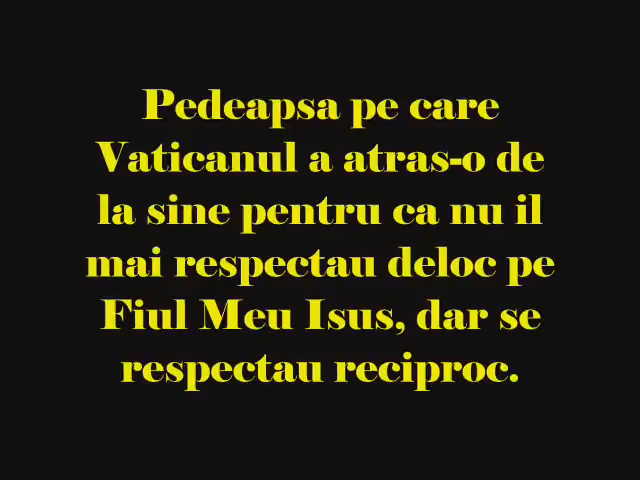 Pedeapsa pe care
Vaticanul a atras-o de
la sine pentru ca nu il
mai respectau deloc pe
Fiul Meu Isus, dar se
respectau reciproc.